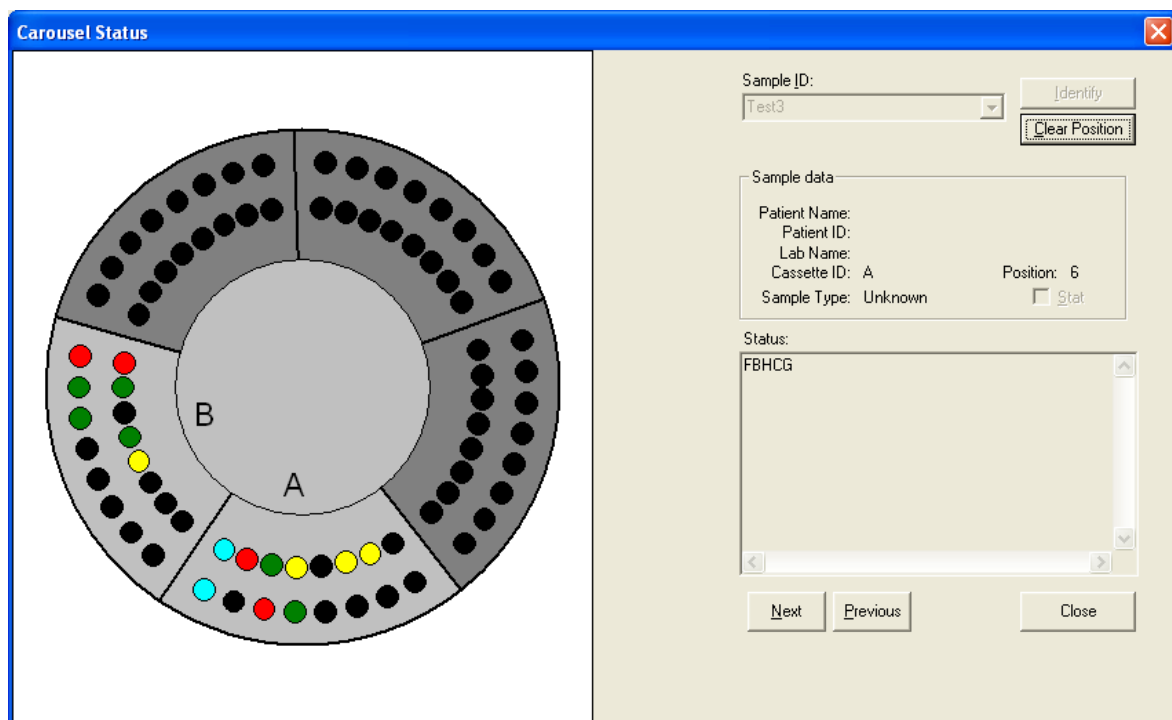 Carousel Status
Sample ID:
Test3
Identify
Clear Position
Sample data
Patient Name:
Patient ID:
Lab Name:
Cassette ID: A Position: 6
Sample Type: Unknown Stat
Status:
FBHCG
B
A
Next Previous Close